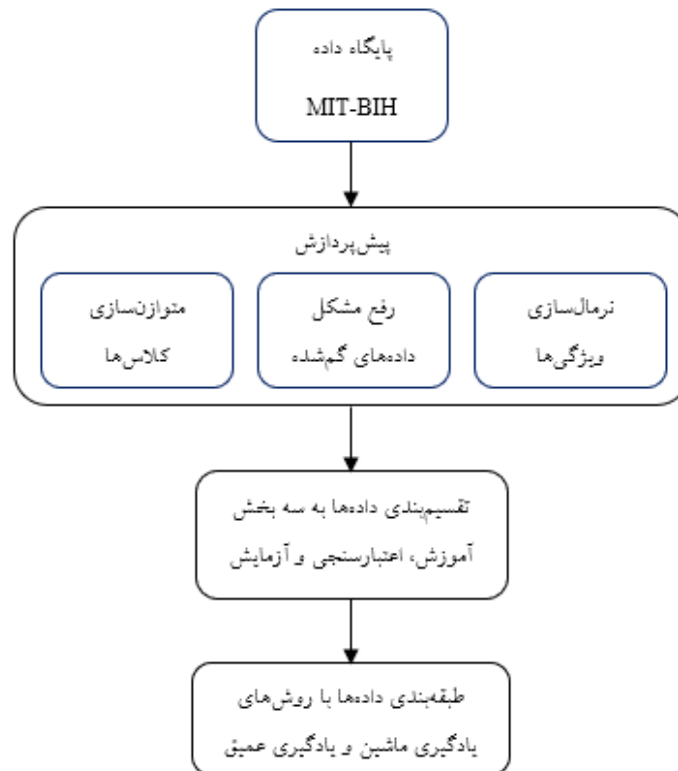 پایگاه داده
MIT-BIH
پیش‌پردازش
نرمال‌سازی
ویژگی‌ها
رفع مشکل
داده‌های گم‌شده
متوازن‌سازی
کلاس‌ها
تقسیم‌بندی داده‌ها به سه بخش
آموزش، اعتبارسنجی و آزمایش
طبقه‌بندی داده‌ها با روش‌های
یادگیری ماشین و یادگیری عمیق